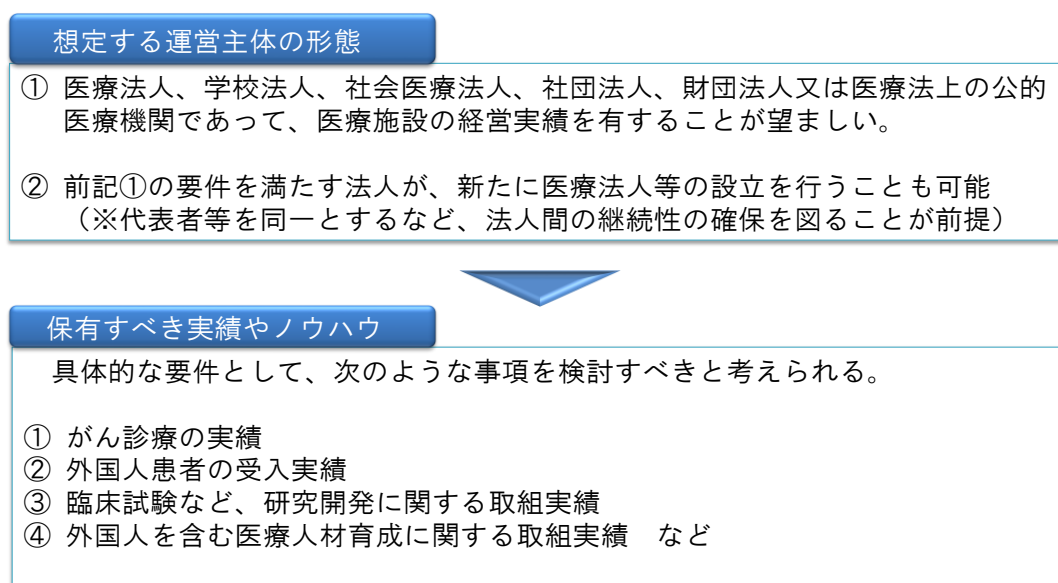 想定する運営主体の形態
① 医療法人、学校法人、社会医療法人、社団法人、財団法人又は医療法上の公的
医療機関であって、医療施設の経営実績を有することが望ましい。
② 前記①の要件を満たす法人が、新たに医療法人等の設立を行うことも可能
（※代表者等を同一とするなど、法人間の継続性の確保を図ることが前提）
保有すべき実績やノウハウ
具体的な要件として、次のような事項を検討すべきと考えられる。
① がん診療の実績
② 外国人患者の受入実績
③ 臨床試験など、研究開発に関する取組実績
④ 外国人を含む医療人材育成に関する取組実績　など